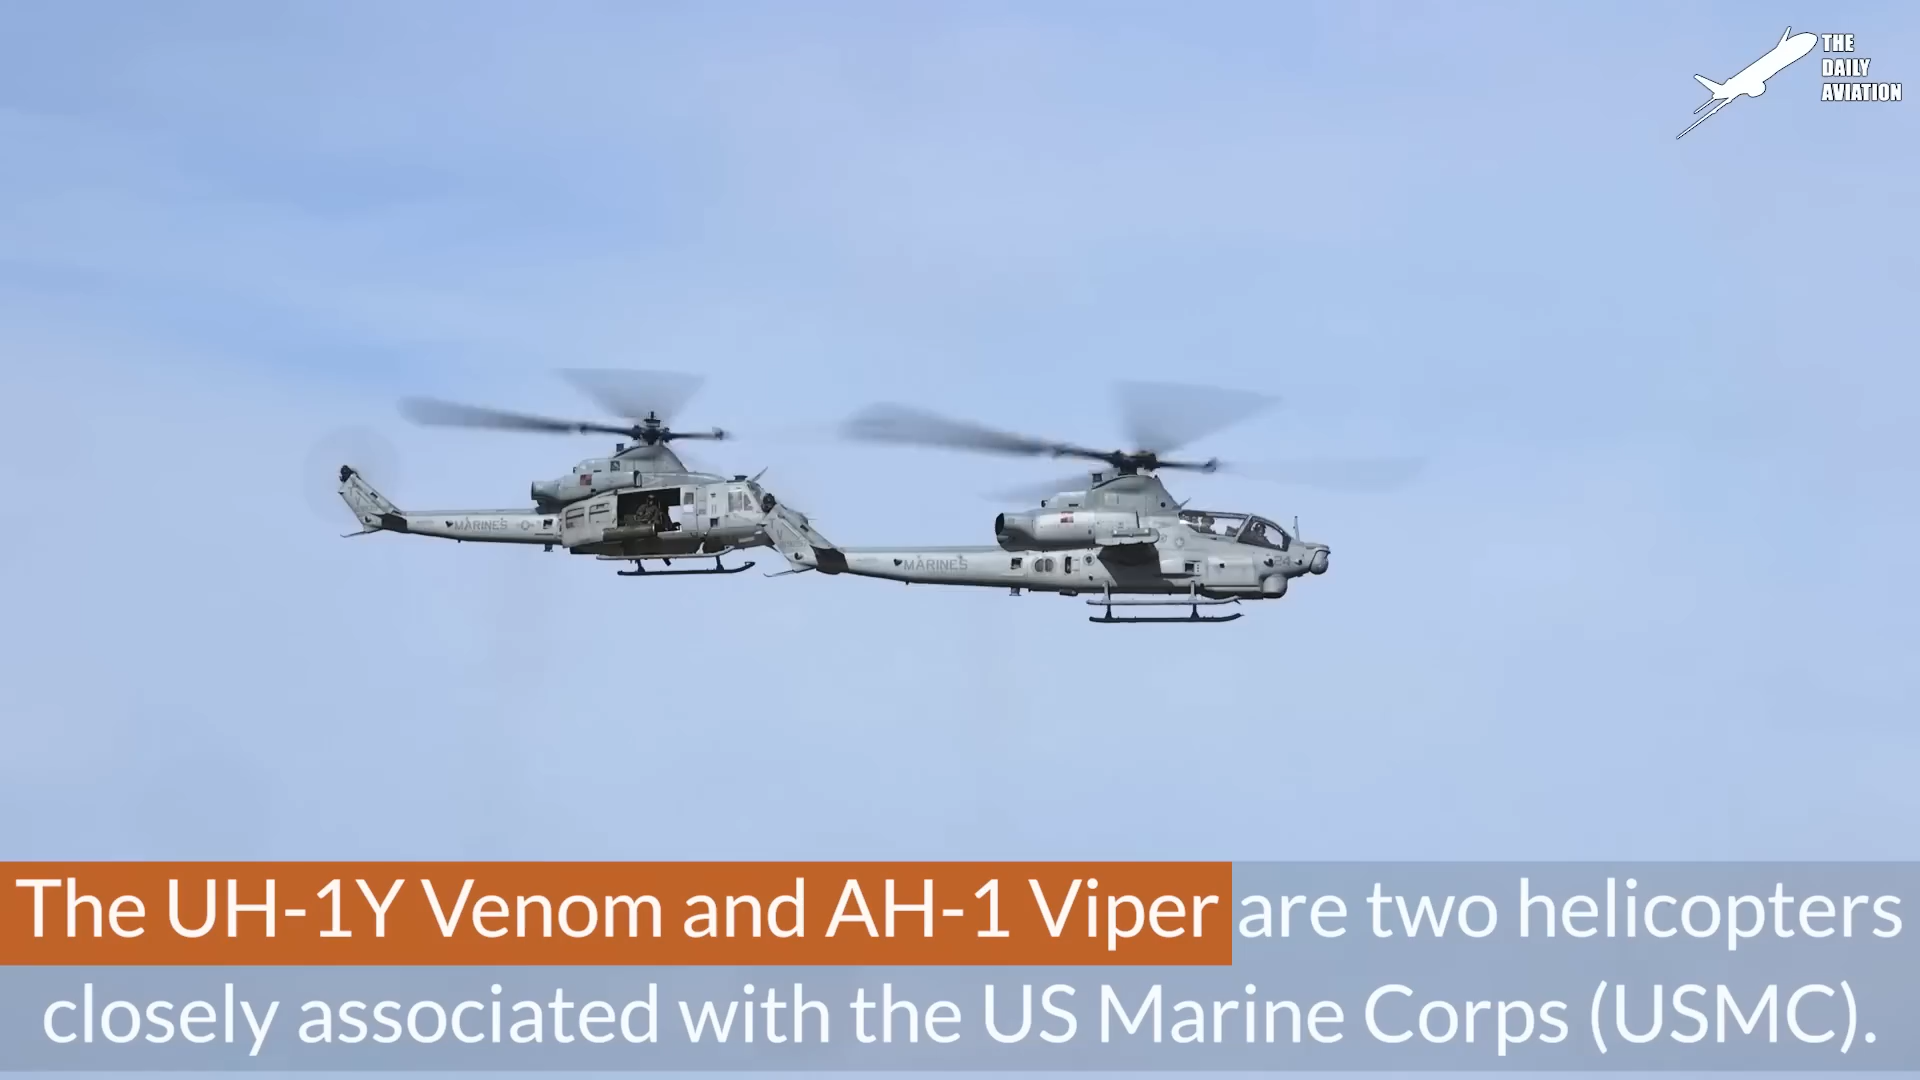 THE
DAILY
AVIATION
MARINES
MARINES
24
The UH-1Y Venom and AH-1 Viper are two helicopters
closely associated with the US Marine Corps (USMC).